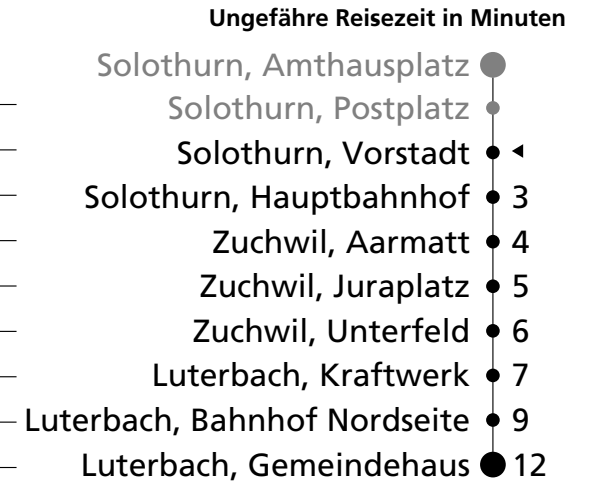 Ungefähre Reisezeit in Minuten
Solothurn, Amthausplatz
Solothurn, Postplatz
Solothurn, Vorstadt
Solothurn, Hauptbahnhof 3
Zuchwil, Aarmatt 4
Zuchwil, Juraplatz 5
Zuchwil, Unterfeld 6
Luterbach, Kraftwerk 7
Luterbach, Bahnhof Nordseite 9
Luterbach, Gemeindehaus 12